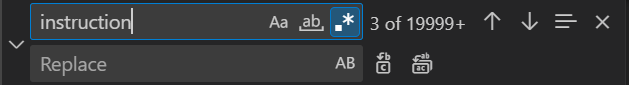 instruction Aa ab .* 3 of 19999+
Replace AB